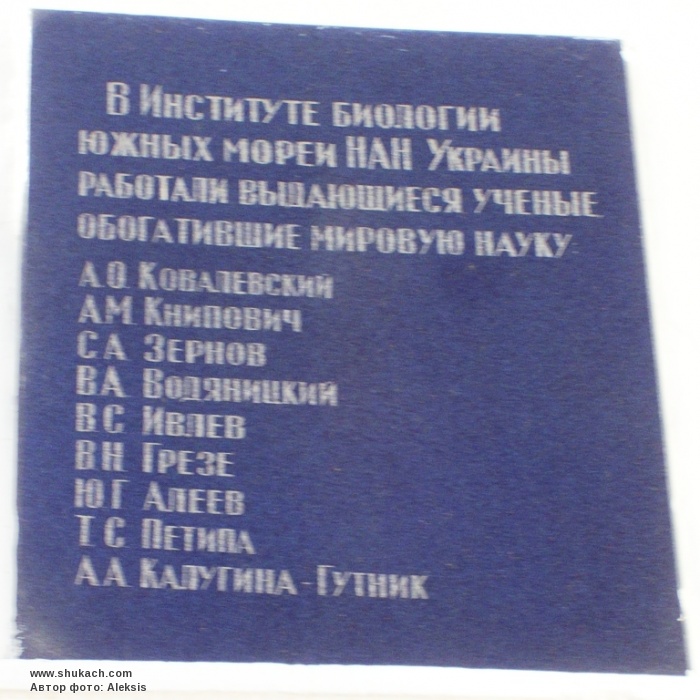 В Институте биологии
южных морей НАН Украины
работали выдающиеся ученые
обогатившие мировую науку
А.О. Ковалевский
А.М. Книпович
С.А. Зернов
В.А. Водяницкий
В.С. Ивлев
В.Н. Грезе
Ю.Г. Алеев
Т.С. Петипа
А.А. Калугина-Гутник
www.shukach.com
Автор фото: Aleksis